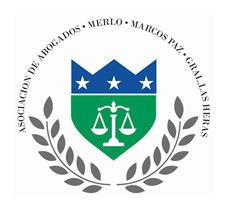 ASOCIACION DE ABOGADOS • MERLO • MARCOS PAZ • GRAL.LAS HERAS